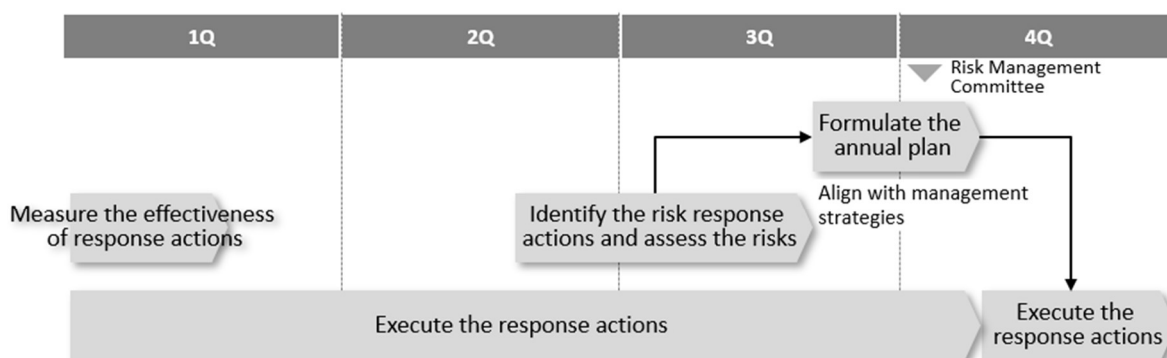 1Q
2Q
3Q
4Q
Risk Management
Committee
Formulate the
annual plan
Measure the effectiveness
of response actions
Identify the risk response
actions and assess the risks
Align with management
strategies
Execute the response actions
Execute the
response actions